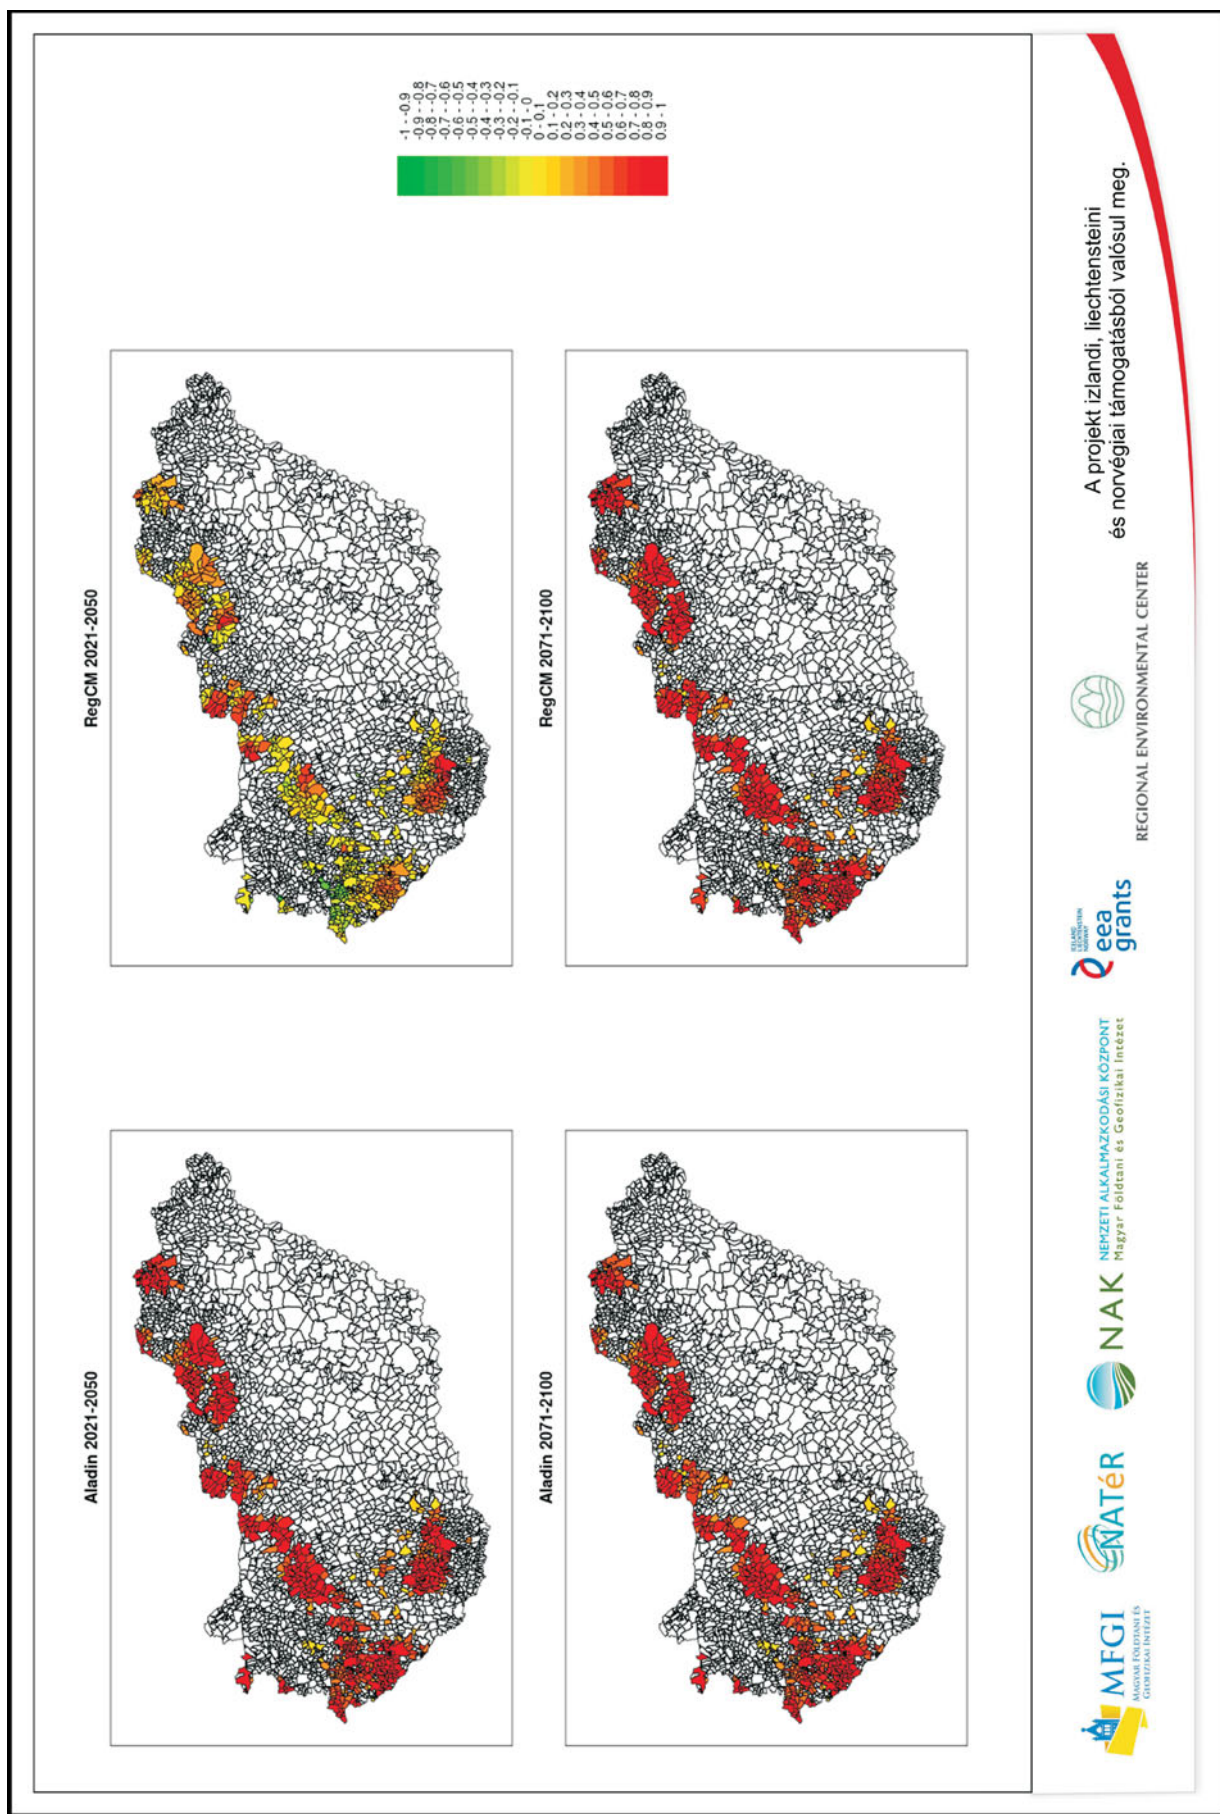 Aladin 2021-2050
RegCM 2021-2050
Aladin 2071-2100
RegCM 2071-2100
-1 - -0.9
-0.9 - -0.8
-0.8 - -0.7
-0.7 - -0.6
-0.6 - -0.5
-0.5 - -0.4
-0.4 - -0.3
-0.3 - -0.2
-0.2 - -0.1
-0.1 - 0
0 - 0.1
0.1 - 0.2
0.2 - 0.3
0.3 - 0.4
0.4 - 0.5
0.5 - 0.6
0.6 - 0.7
0.7 - 0.8
0.8 - 0.9
0.9 - 1
MFGI
MAGYAR FÖLDTANI ÉS
GEOFIZIKAI INTÉZET
NATéR
NAK
NEMZETI ALKALMAZKODÁSI KÖZPONT
Magyar Földtani és Geofizikai Intézet
ICELAND
LIECHTENSTEIN
NORWAY
eea
grants
REGIONAL ENVIRONMENTAL CENTER
A projekt izlandi, liechtensteini
és norvégiai támogatásból valósul meg.